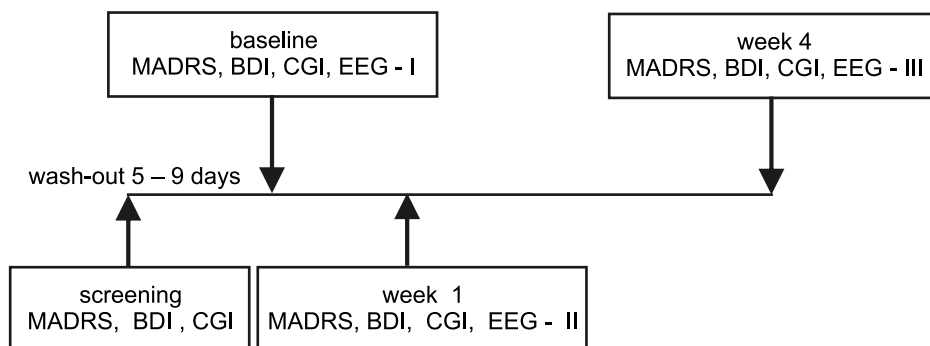 baseline
MADRS, BDI, CGI, EEG - I
week 4
MADRS, BDI, CGI, EEG - III
wash-out 5 – 9 days
screening
MADRS, BDI , CGI
week 1
MADRS, BDI, CGI, EEG - II